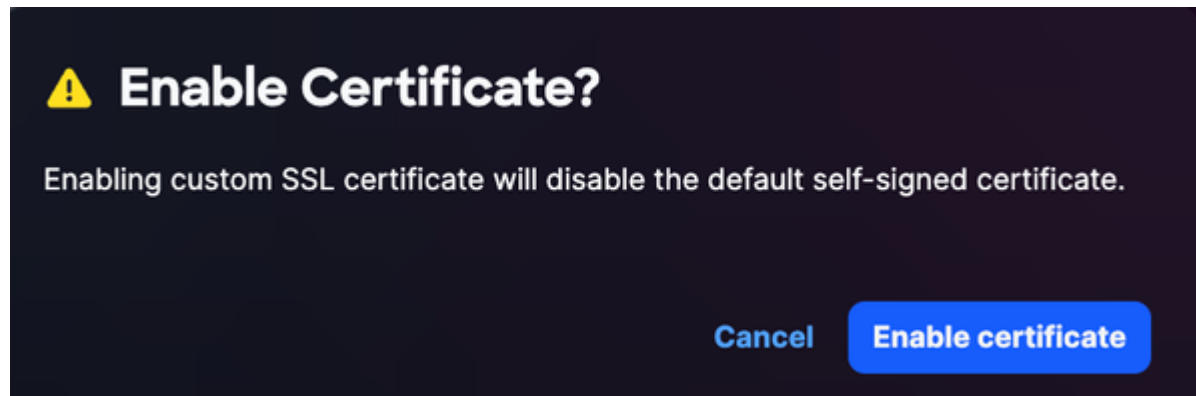 Enable Certificate?
Enabling custom SSL certificate will disable the default self-signed certificate.
Cancel
Enable certificate